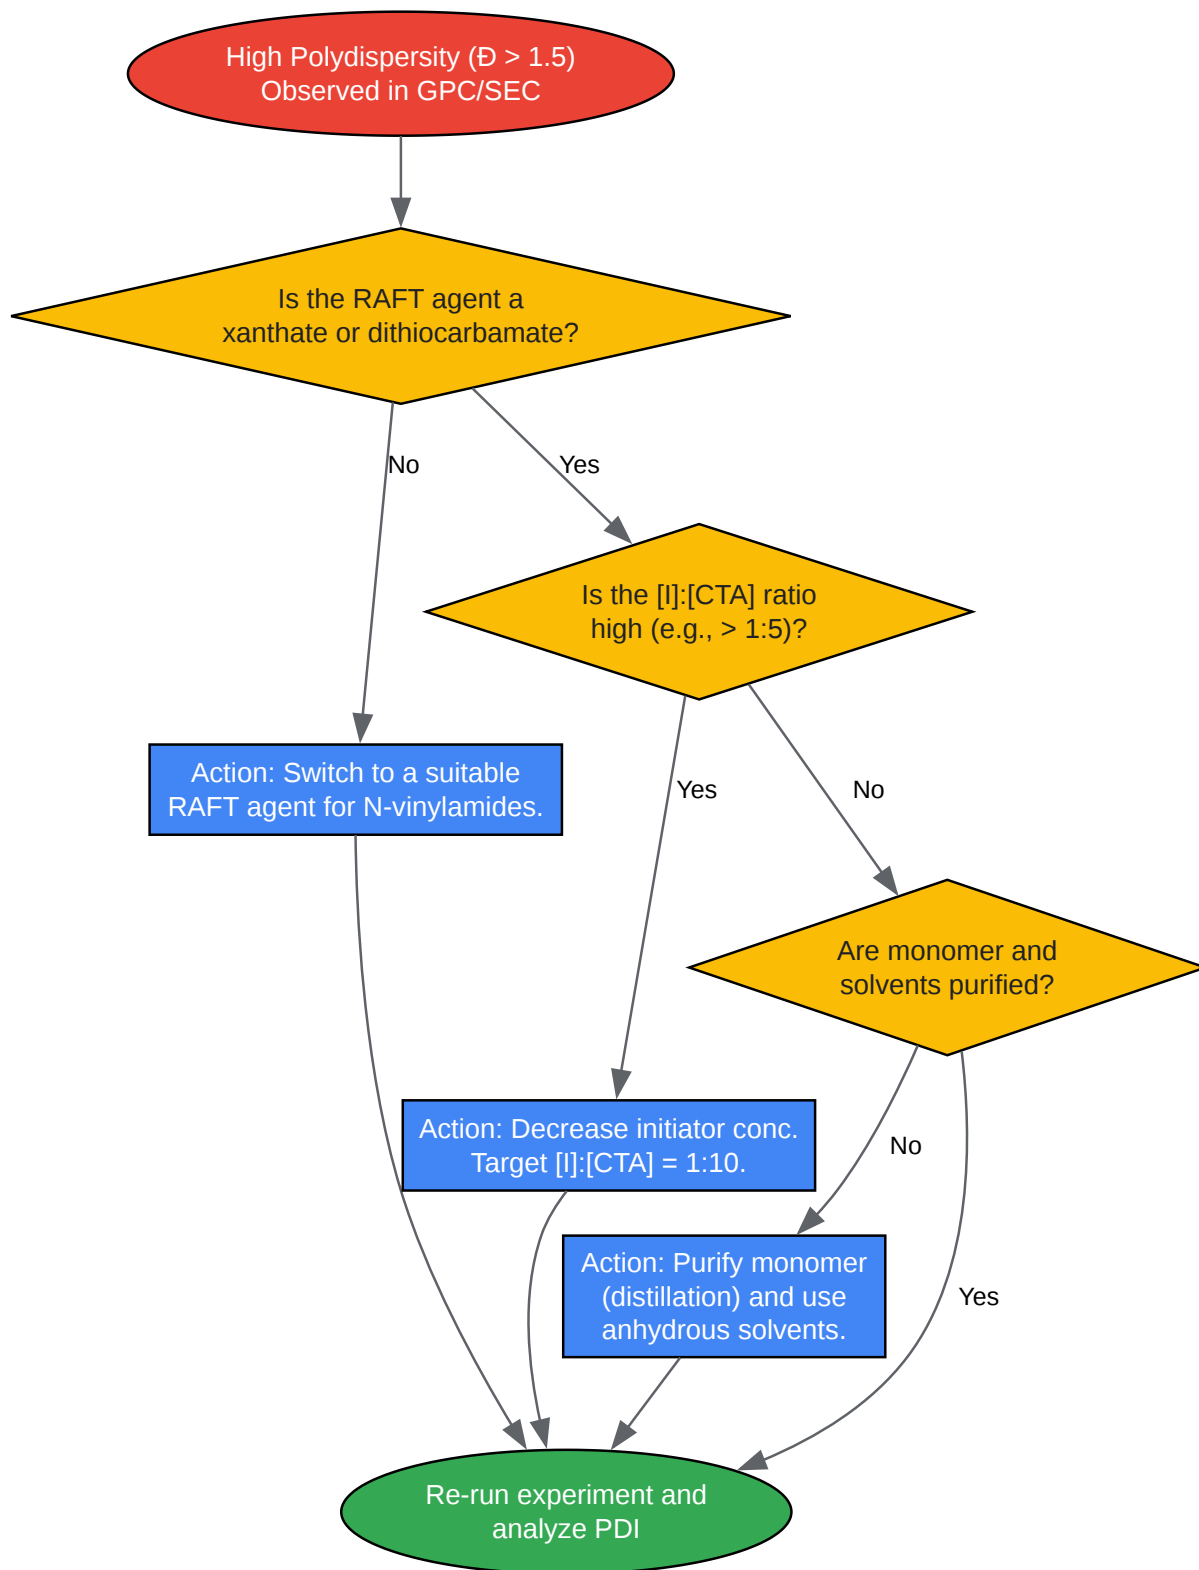 High Polydispersity (Đ > 1.5)
Observed in GPC/SEC
Is the RAFT agent a
xanthate or dithiocarbamate?
No
Yes
Is the [I]:[CTA] ratio
high (e.g., > 1:5)?
Action: Switch to a suitable
RAFT agent for N-vinylamides.
Yes
No
Are monomer and
solvents purified?
Action: Decrease initiator conc.
Target [I]:[CTA] = 1:10.
No
Action: Purify monomer
(distillation) and use
anhydrous solvents.
Yes
Re-run experiment and
analyze PDI